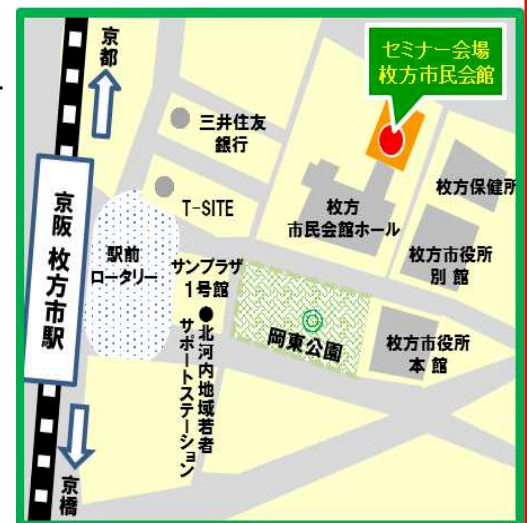 京都
セミナー会場
枚方市民会館
三井住友
銀行
枚方保健所
T-SITE
枚方
市民会館ホール
京阪 枚方市駅
駅前
ロータリー
サンプラザ
1号館
枚方市役所
別 館
●北河内地域若者
サポートステーション
岡東公園
枚方市役所
本 館
京橋